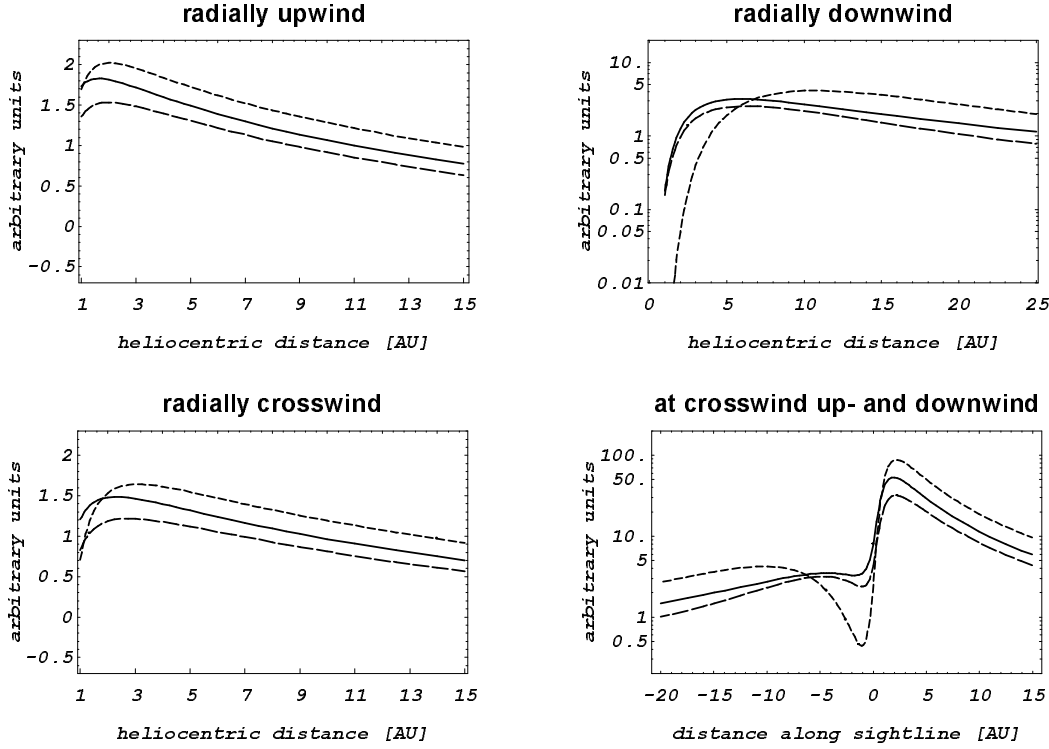 radially upwind
arbitrary units
2
1.5
1
0.5
0
-0.5
1 3 5 7 9 11 13 15
heliocentric distance [AU]
radially downwind
arbitrary units
10.
5
1
0.5
0.1
0.05
0.01
0 5 10 15 20 25
heliocentric distance [AU]
radially crosswind
arbitrary units
2
1.5
1
0.5
0
-0.5
1 3 5 7 9 11 13 15
heliocentric distance [AU]
at crosswind up- and downwind
arbitrary units
100.
50.
10.
5
1
0.5
-20 -15 -10 -5 0 5 10 15
distance along sightline [AU]